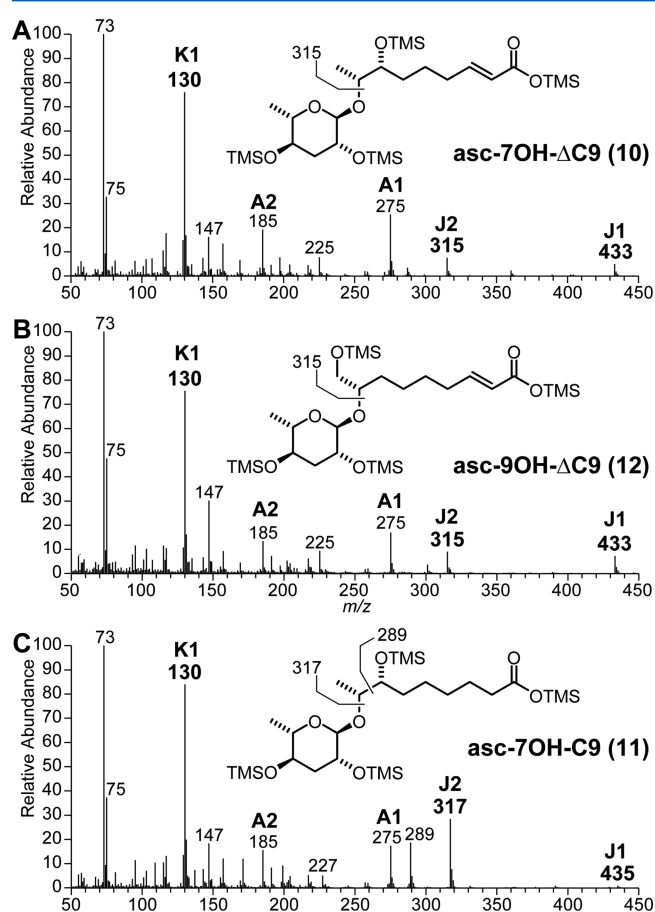 A
Relative Abundance
100
90
80
70
60
50
40
30
20
10
0
73
75
K1
130
147
A2
185
225
A1
275
J2
315
J1
433
315
OTMS
O
OTMS
O
O
TMSO
OTMS
asc-7OH-ΔC9 (10)
50 100 150 200 250 300 350 400 450
B
Relative Abundance
100
90
80
70
60
50
40
30
20
10
0
73
75
K1
130
147
A2
185
225
A1
275
J2
315
J1
433
315
OTMS
O
OTMS
O
O
TMSO
OTMS
asc-9OH-ΔC9 (12)
50 100 150 200 250 300 350 400 450
m/z
C
Relative Abundance
100
90
80
70
60
50
40
30
20
10
0
73
75
K1
130
147
A2
185
227
A1
275
289
J2
317
J1
435
317
289
OTMS
O
OTMS
O
O
TMSO
OTMS
asc-7OH-C9 (11)
50 100 150 200 250 300 350 400 450